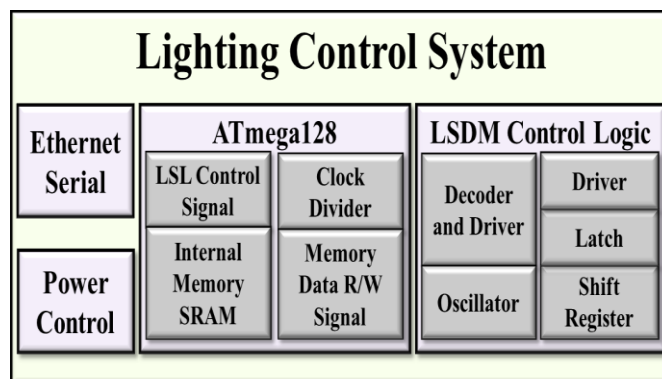 Lighting Control System
Ethernet
Serial
Power
Control
ATmega128
LSL Control
Signal
Clock
Divider
Internal
Memory
SRAM
Memory
Data R/W
Signal
LSDM Control Logic
Decoder
and Driver
Oscillator
Driver
Latch
Shift
Register